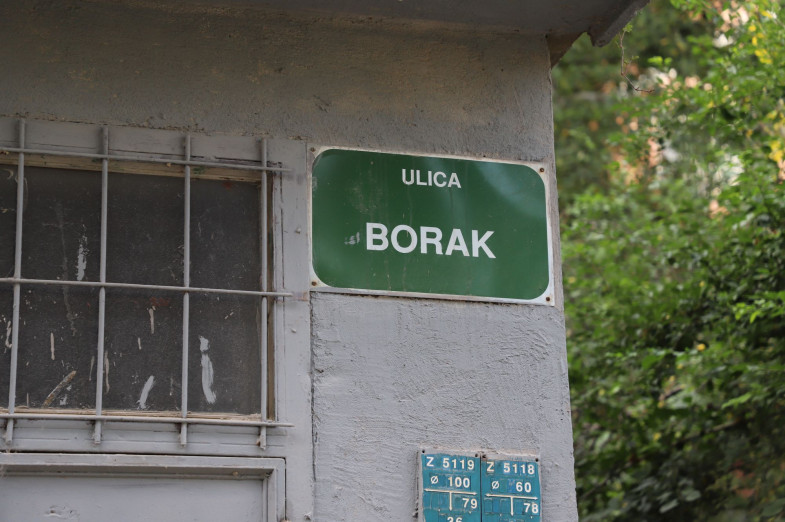 ULICA
BORAK
Z 5119
Ø 100
79
Z 5118
Ø 60
78